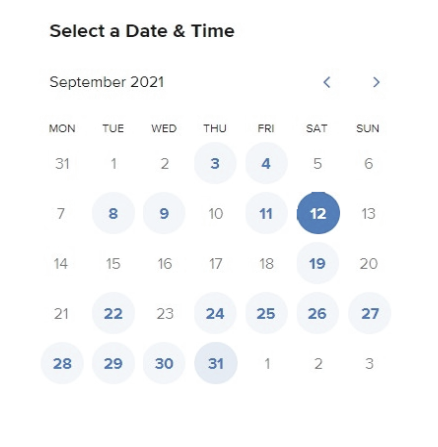 Select a Date & Time
September 2021
MON TUE WED THU FRI SAT SUN
31 1 2 3 4 5 6
7 8 9 10 11 12 13
14 15 16 17 18 19 20
21 22 23 24 25 26 27
28 29 30 31 1 2 3